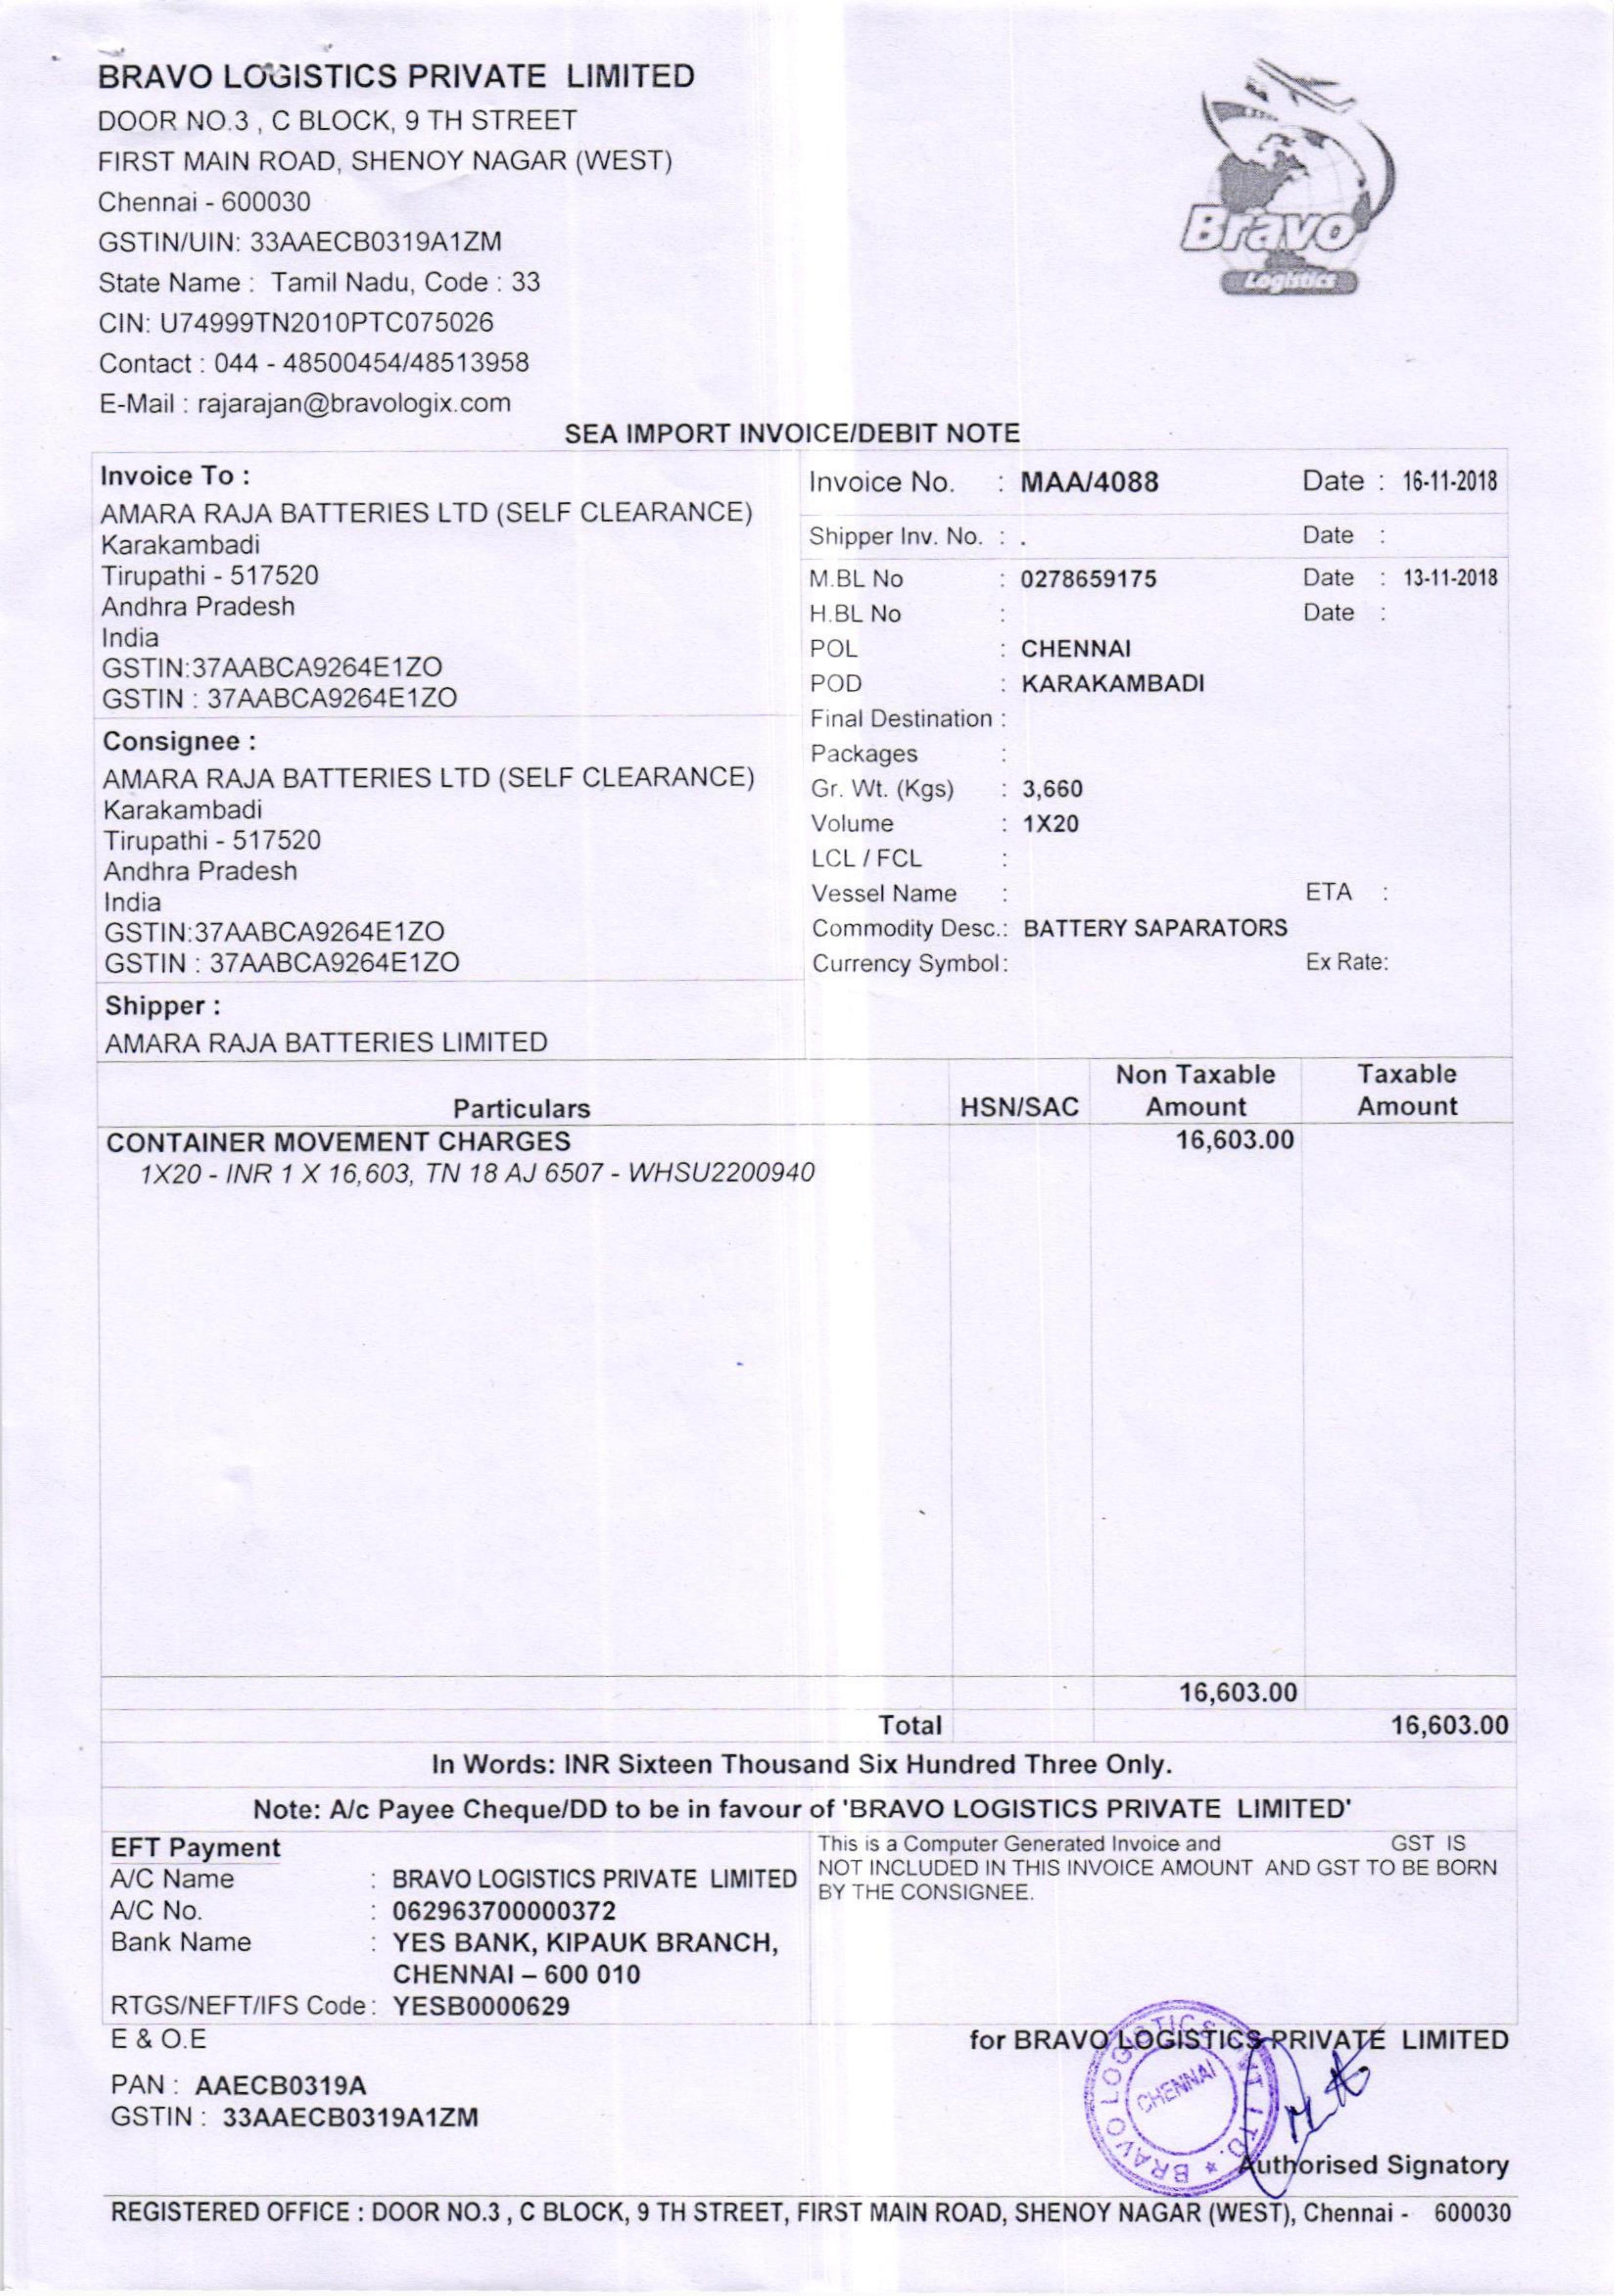 BRAVO LOGISTICS PRIVATE LIMITED
DOOR NO.3 , C BLOCK, 9 TH STREET
FIRST MAIN ROAD, SHENOY NAGAR (WEST)
Chennai - 600030
GSTIN/UIN: 33AAECB0319A1ZM
State Name : Tamil Nadu, Code : 33
CIN: U74999TN2010PTC075026
Contact : 044 - 48500454/48513958
E-Mail : rajarajan@bravologix.com
Bravo
Logistics
SEA IMPORT INVOICE/DEBIT NOTE
Invoice To :
AMARA RAJA BATTERIES LTD (SELF CLEARANCE)
Karakambadi
Tirupathi - 517520
Andhra Pradesh
India
GSTIN:37AABCA9264E1ZO
GSTIN : 37AABCA9264E1ZO
Consignee :
AMARA RAJA BATTERIES LTD (SELF CLEARANCE)
Karakambadi
Tirupathi - 517520
Andhra Pradesh
India
GSTIN:37AABCA9264E1ZO
GSTIN : 37AABCA9264E1ZO
Shipper :
AMARA RAJA BATTERIES LIMITED
Invoice No. : MAA/4088 Date : 16-11-2018
Shipper Inv. No. : . Date :
M.BL No : 0278659175 Date : 13-11-2018
H.BL No : Date :
POL : CHENNAI
POD : KARAKAMBADI
Final Destination :
Packages :
Gr. Wt. (Kgs) : 3,660
Volume : 1X20
LCL / FCL :
Vessel Name : ETA :
Commodity Desc.: BATTERY SAPARATORS
Currency Symbol: Ex Rate:
Particulars HSN/SAC Non Taxable Amount Taxable Amount
CONTAINER MOVEMENT CHARGES 16,603.00
1X20 - INR 1 X 16,603, TN 18 AJ 6507 - WHSU2200940
16,603.00
Total 16,603.00
In Words: INR Sixteen Thousand Six Hundred Three Only.
Note: A/c Payee Cheque/DD to be in favour of 'BRAVO LOGISTICS PRIVATE LIMITED'
EFT Payment
A/C Name : BRAVO LOGISTICS PRIVATE LIMITED
A/C No. : 062963700000372
Bank Name : YES BANK, KIPAUK BRANCH,
CHENNAI – 600 010
RTGS/NEFT/IFS Code : YESB0000629
This is a Computer Generated Invoice and GST IS
NOT INCLUDED IN THIS INVOICE AMOUNT AND GST TO BE BORN
BY THE CONSIGNEE.
E & O.E
PAN : AAECB0319A
GSTIN : 33AAECB0319A1ZM
for BRAVO LOGISTICS PRIVATE LIMITED
BRAVO LOGISTICS PVT LTD. *
CHENNAI
Authorised Signatory
REGISTERED OFFICE : DOOR NO.3 , C BLOCK, 9 TH STREET, FIRST MAIN ROAD, SHENOY NAGAR (WEST), Chennai - 600030